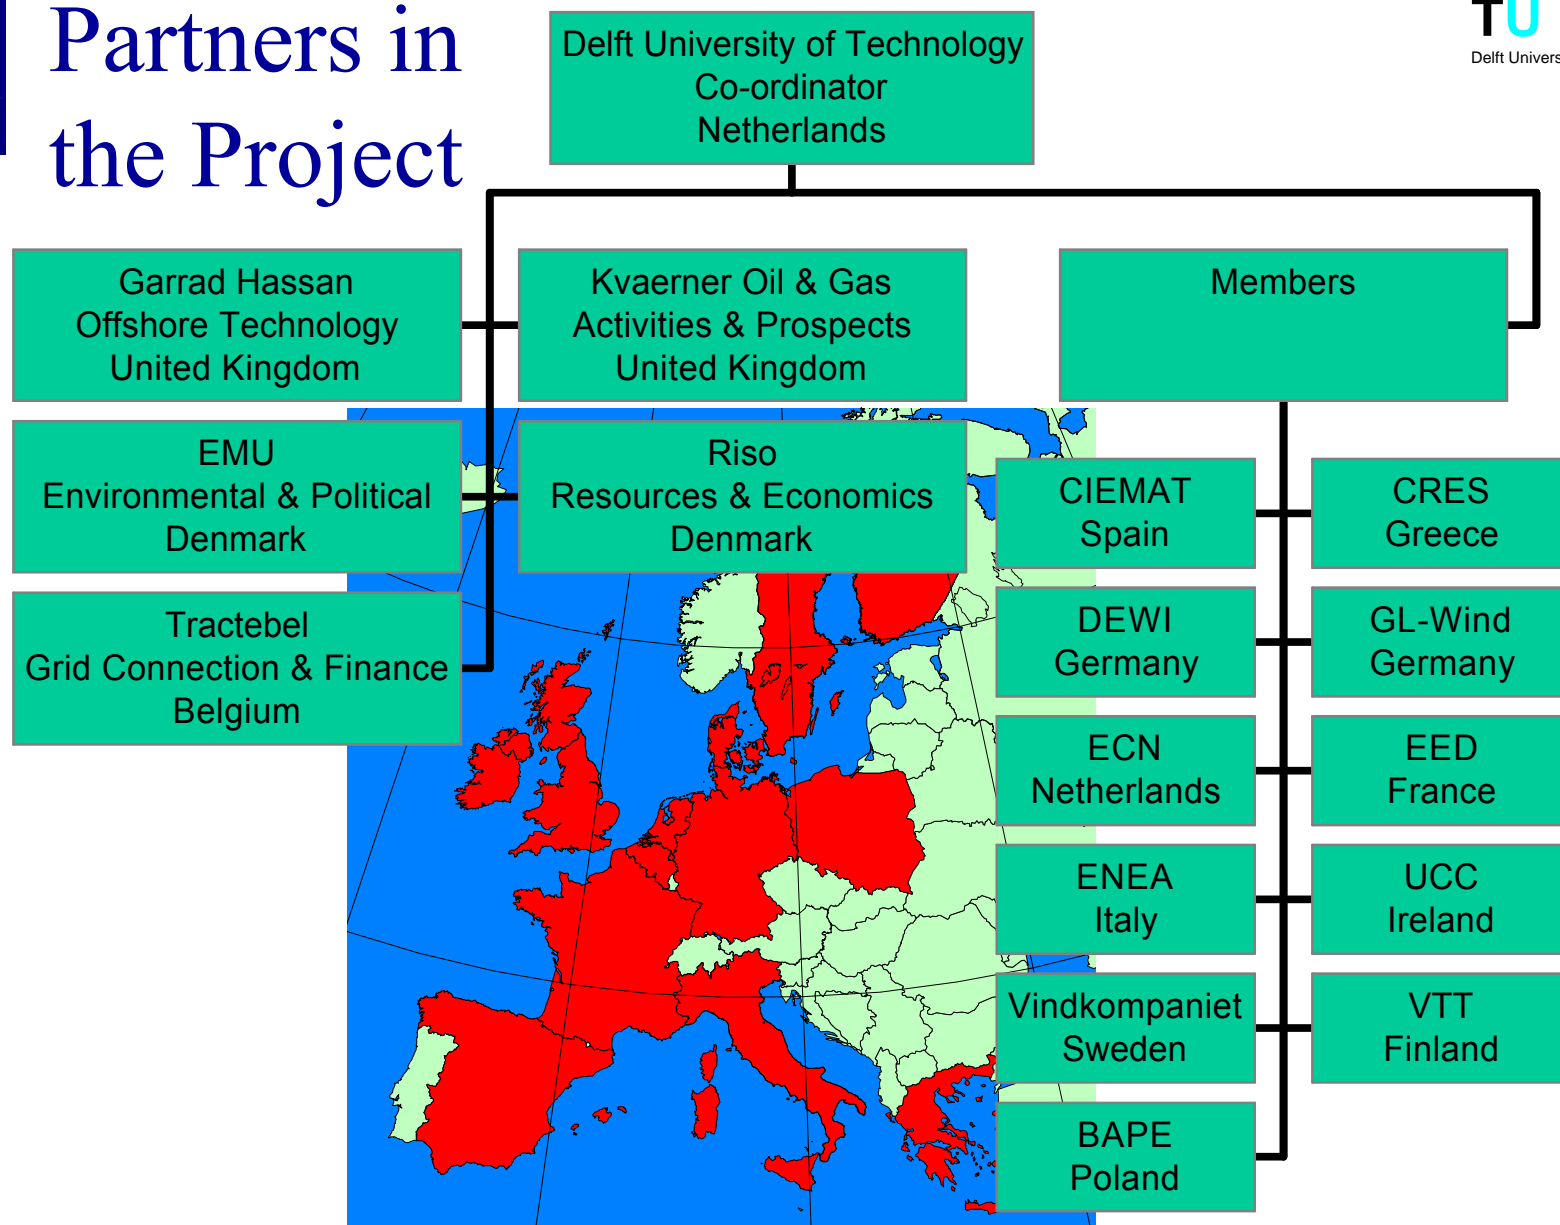 Partners in
the Project
Delft University of Technology
Co-ordinator
Netherlands
TU
Delft Univers
Garrad Hassan
Offshore Technology
United Kingdom
Kvaerner Oil & Gas
Activities & Prospects
United Kingdom
Members
EMU
Environmental & Political
Denmark
Riso
Resources & Economics
Denmark
Tractebel
Grid Connection & Finance
Belgium
CIEMAT
Spain
CRES
Greece
DEWI
Germany
GL-Wind
Germany
ECN
Netherlands
EED
France
ENEA
Italy
UCC
Ireland
Vindkompaniet
Sweden
VTT
Finland
BAPE
Poland